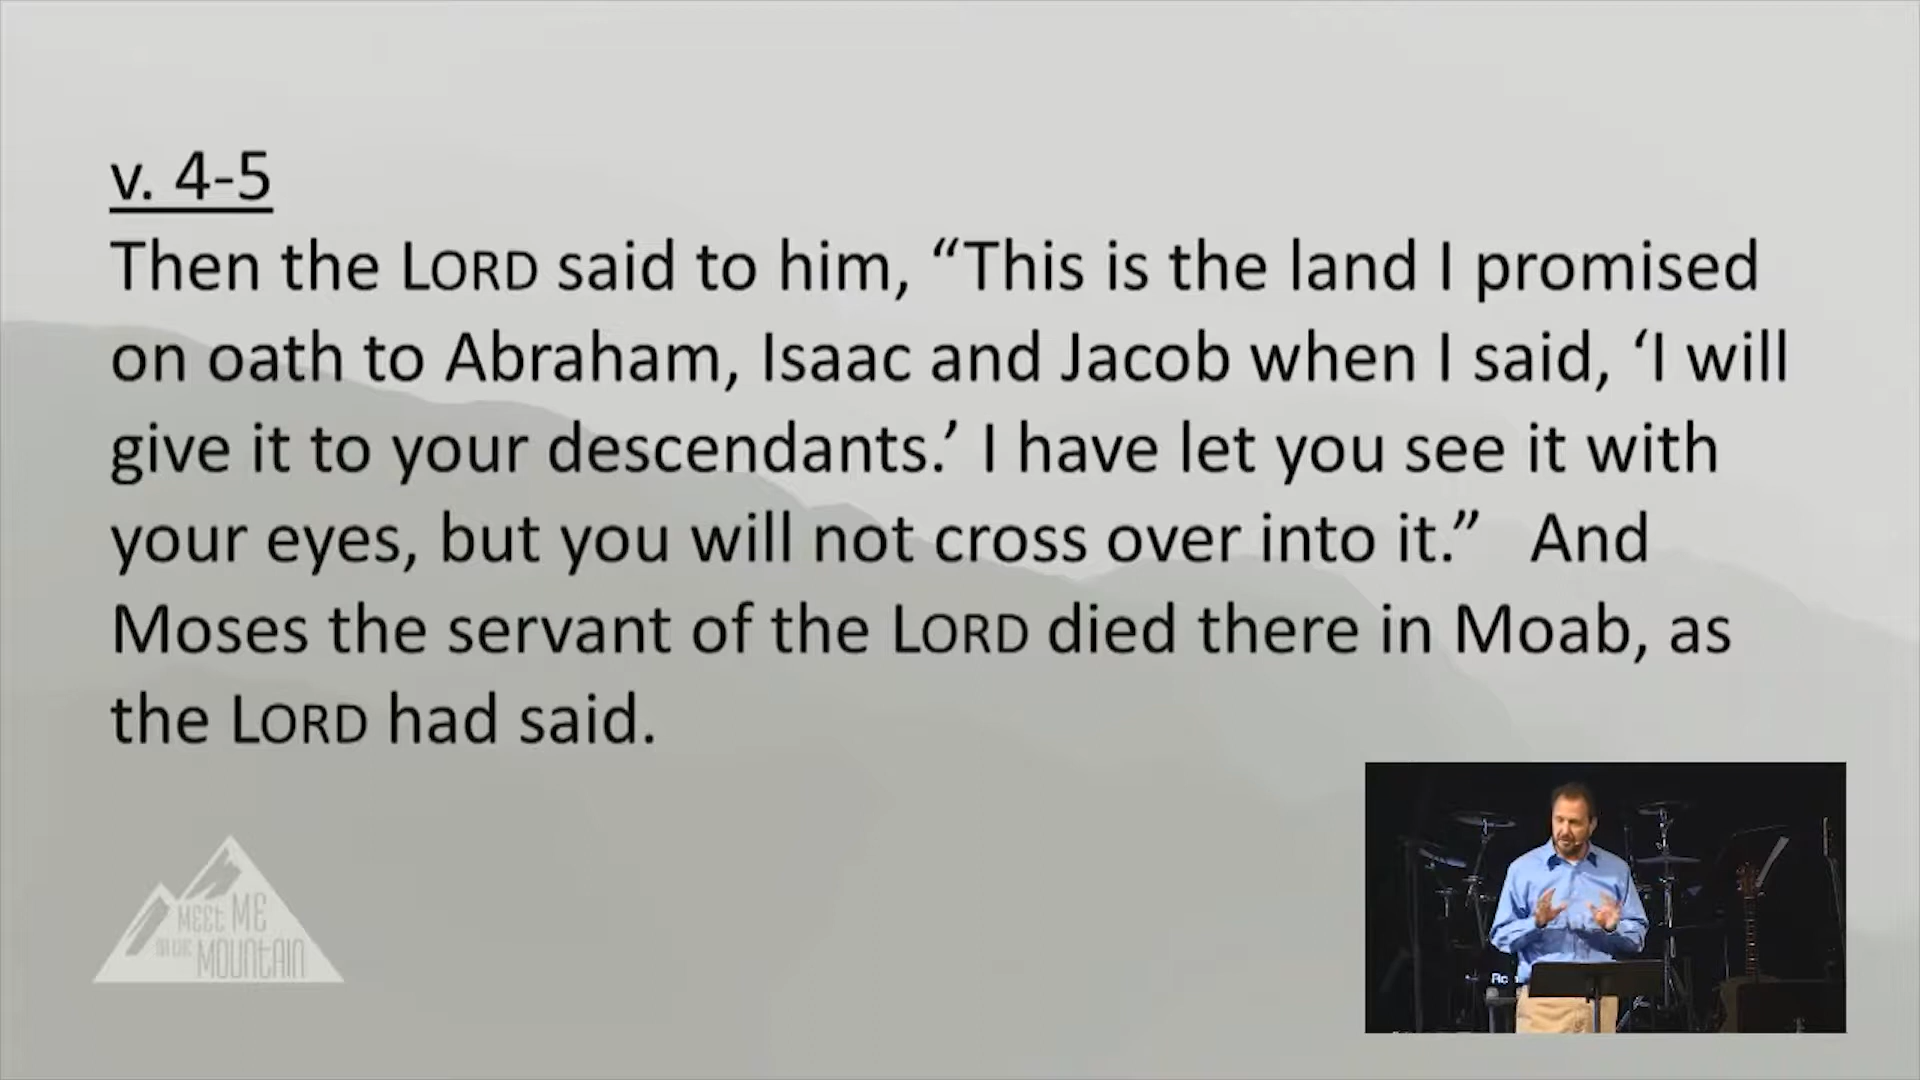 v. 4-5
Then the LORD said to him, “This is the land I promised
on oath to Abraham, Isaac and Jacob when I said, ‘I will
give it to your descendants.’ I have let you see it with
your eyes, but you will not cross over into it.”   And
Moses the servant of the LORD died there in Moab, as
the LORD had said.
MEET ME
ON THE
MOUNTAIN